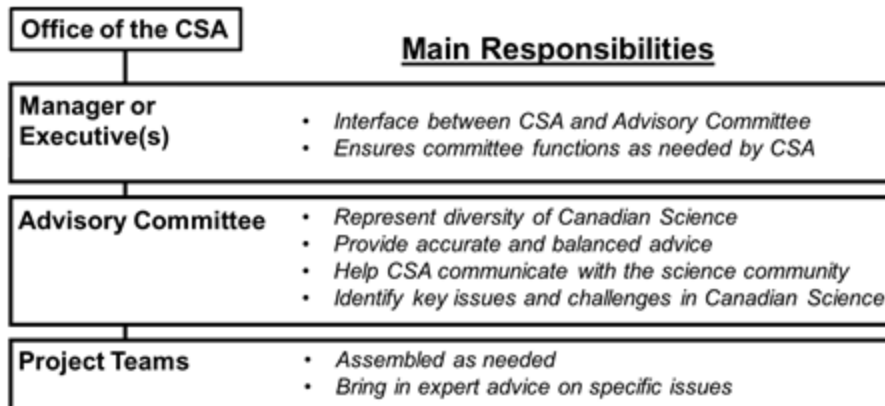 Office of the CSA
Main Responsibilities
Manager or
Executive(s)
• Interface between CSA and Advisory Committee
• Ensures committee functions as needed by CSA
Advisory Committee
• Represent diversity of Canadian Science
• Provide accurate and balanced advice
• Help CSA communicate with the science community
• Identify key issues and challenges in Canadian Science
Project Teams
• Assembled as needed
• Bring in expert advice on specific issues